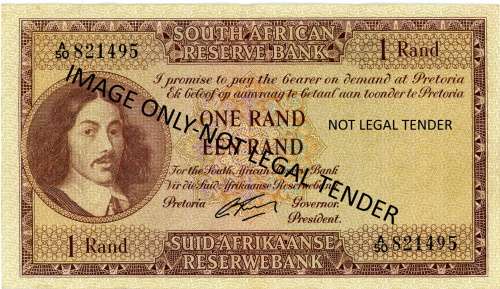 SOUTH AFRICAN
RESERVE BANK
1 Rand
A/50 821495
I promise to pay the bearer on demand at Pretoria
Ek beloof op aanvraag te betaal aan toonder te Pretoria
ONE RAND
NOT LEGAL TENDER
EEN RAND
IMAGE ONLY-NOT LEGAL TENDER
For the South African Reserve Bank
Vir die Suid-Afrikaanse Reserwebank
Pretoria
Governor.
President.
1 Rand
SUID-AFRIKAANSE
RESERWEBANK
A/50 821495